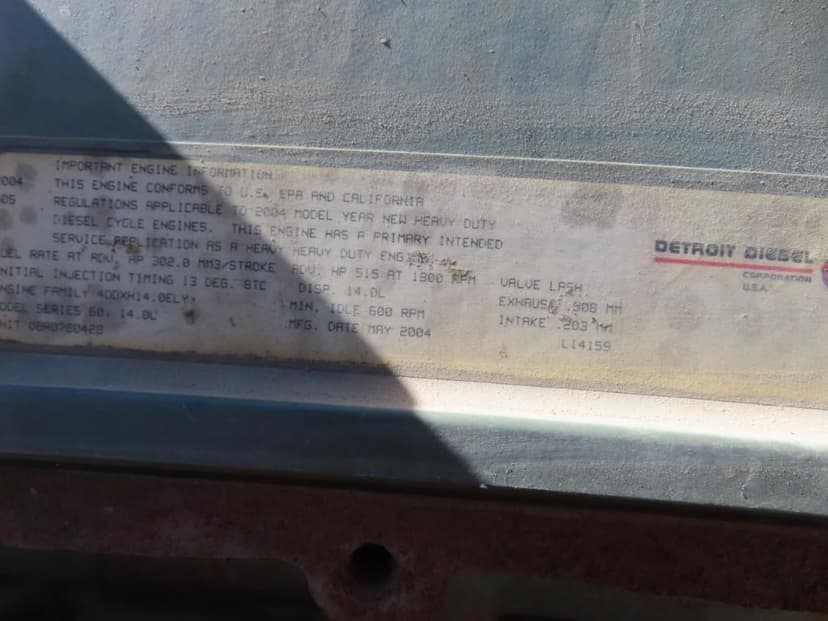 IMPORTANT ENGINE INFORMATION
2004 THIS ENGINE CONFORMS TO U.S. EPA AND CALIFORNIA
05 REGULATIONS APPLICABLE TO 2004 MODEL YEAR NEW HEAVY DUTY
DIESEL CYCLE ENGINES. THIS ENGINE HAS A PRIMARY INTENDED
SERVICE APPLICATION AS A HEAVY HEAVY DUTY
UEL RATE AT ADV. HP 302.0 MM3/STROKE ADV. HP 515 AT 1800 RPM
NITIAL INJECTION TIMING 13 DEG. BTC DISP. 14.0L
NGINE FAMILY 4DDXH14.0ELY MIN. IDLE 600 RPM
ODEL SERIES 60, 14.0L MFG. DATE MAY 2004
NIT 06R0780428
VALVE LASH
EXHAUST .908 MM
INTAKE .203 MM
L14159
DETROIT DIESEL
CORPORATION
U.S.A.